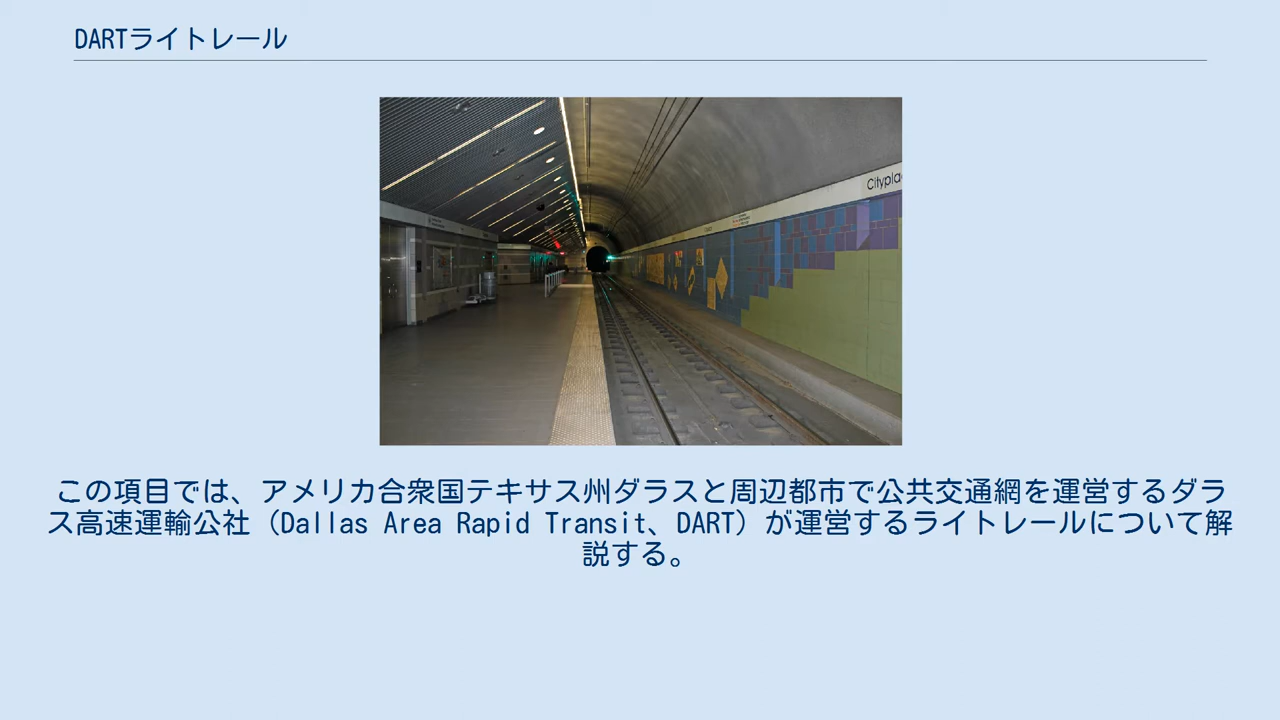 DARTライトレール
Citypla
この項目では、アメリカ合衆国テキサス州ダラスと周辺都市で公共交通網を運営するダラ
ス高速運輸公社（Dallas Area Rapid Transit、DART）が運営するライトレールについて解
説する。